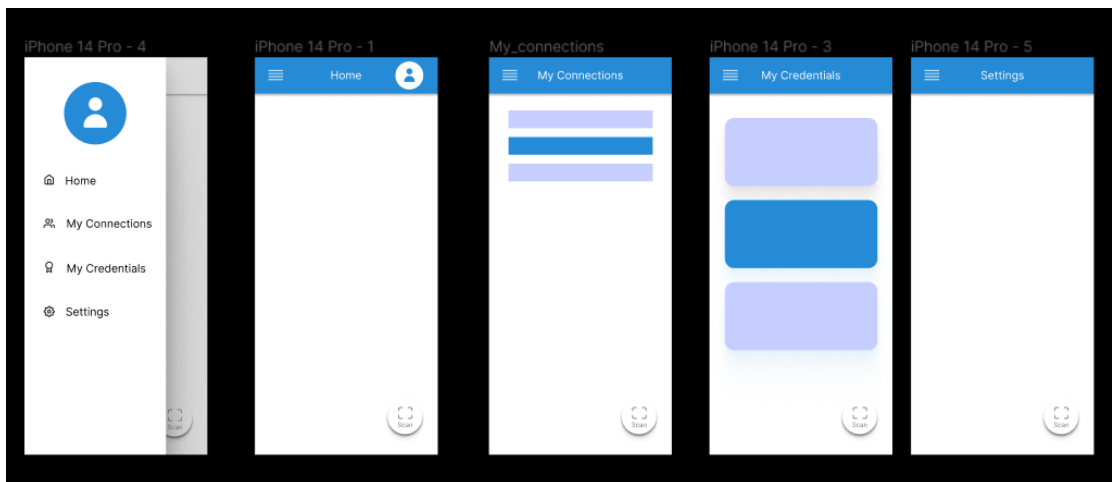 iPhone 14 Pro - 4
Home
My Connections
My Credentials
Settings
Scan
iPhone 14 Pro - 1
Home
Scan
My_connections
My Connections
Scan
iPhone 14 Pro - 3
My Credentials
Scan
iPhone 14 Pro - 5
Settings
Scan